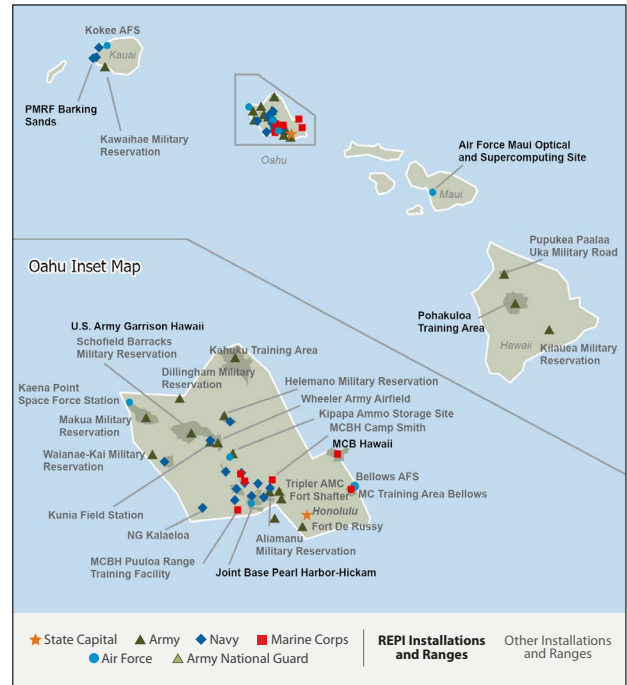 Kokee AFS
Kauai
PMRF Barking
Sands
Kawaihae Military
Reservation
Oahu
Air Force Maui Optical
and Supercomputing Site
Maui
Pupukea Paalaa
Uka Military Road
Pohakuloa
Training Area
Hawaii
Kilauea Military
Reservation
Oahu Inset Map
U.S. Army Garrison Hawaii
Schofield Barracks
Military Reservation
Kahuku Training Area
Dillingham Military
Reservation
Helemano Military Reservation
Kaena Point
Space Force Station
Wheeler Army Airfield
Kipapa Ammo Storage Site
Makua Military
Reservation
MCBH Camp Smith
MCB Hawaii
Waianae-Kai Military
Reservation
Bellows AFS
Tripler AMC
MC Training Area Bellows
Fort Shafter
Honolulu
Kunia Field Station
Fort De Russy
NG Kalaeloa
Aliamanu
Military Reservation
MCBH Puuloa Range
Training Facility
Joint Base Pearl Harbor-Hickam
State Capital
Army
Navy
Marine Corps
Air Force
Army National Guard
REPI Installations
and Ranges
Other Installations
and Ranges